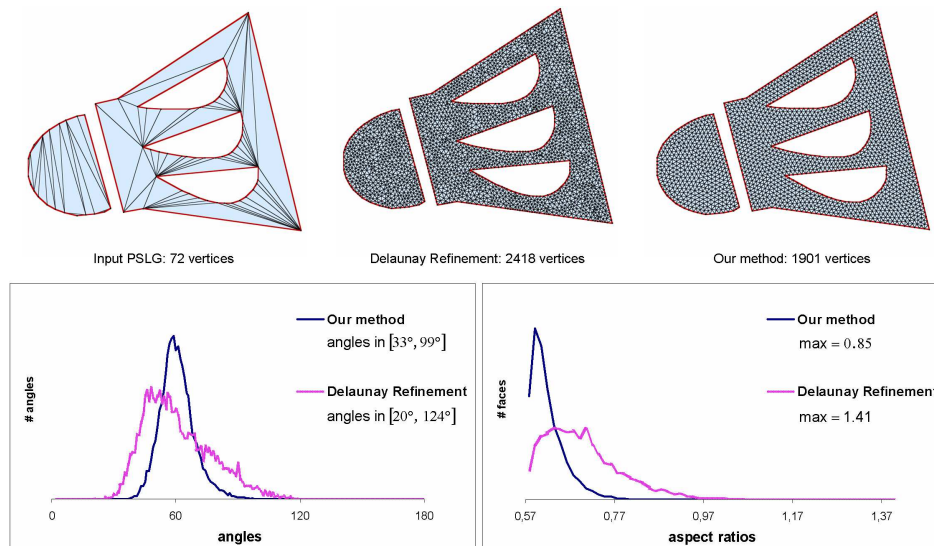 Input PSLG: 72 vertices
Delaunay Refinement: 2418 vertices
Our method: 1901 vertices
# angles
Our method
angles in [33°, 99°]
Delaunay Refinement
angles in [20°, 124°]
0
60
120
180
angles
# faces
Our method
max = 0.85
Delaunay Refinement
max = 1.41
0,57
0,77
0,97
1,17
1,37
aspect ratios